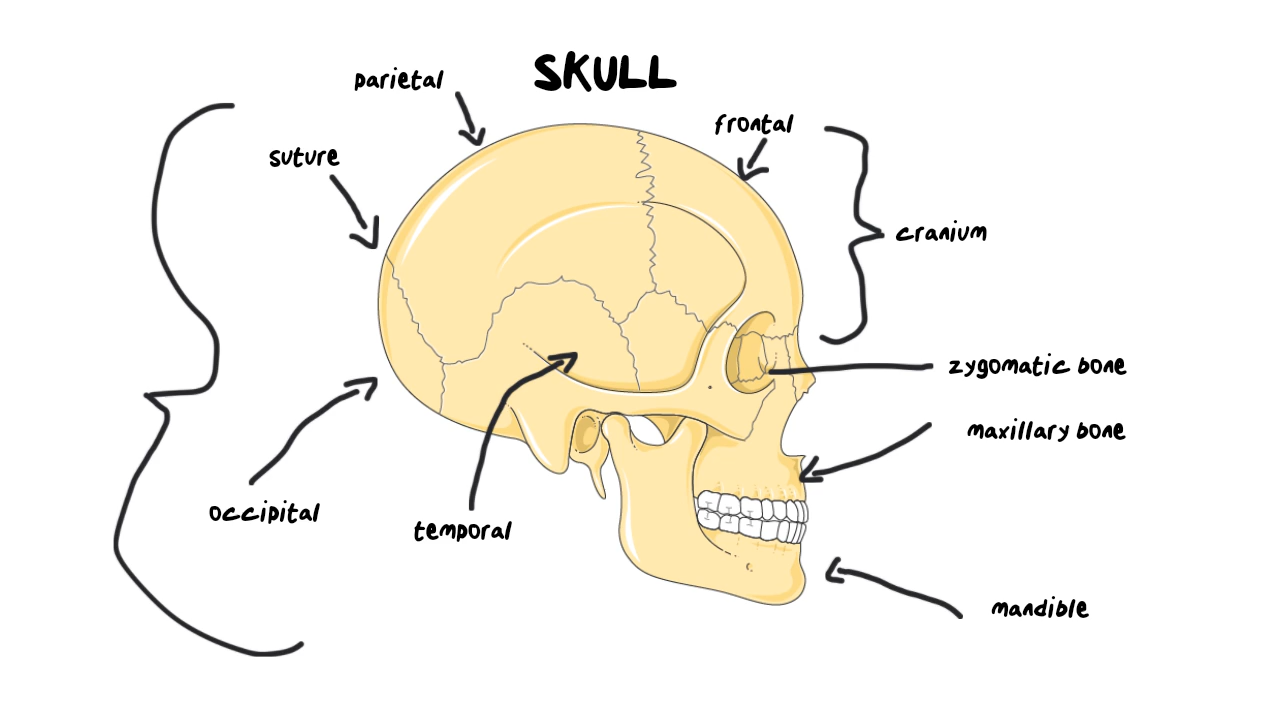 SKULL
parietal
frontal
suture
cranium
zygomatic bone
maxillary bone
occipital
temporal
mandible